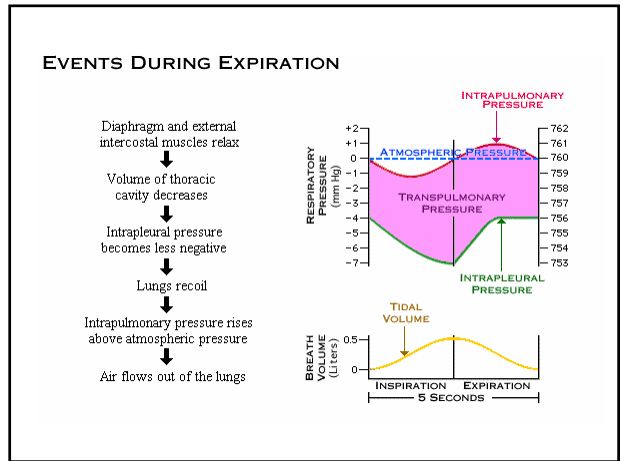 EVENTS DURING EXPIRATION
Diaphragm and external
intercostal muscles relax
Volume of thoracic
cavity decreases
Intrapleural pressure
becomes less negative
Lungs recoil
Intrapulmonary pressure rises
above atmospheric pressure
Air flows out of the lungs
INTRAPULMONARY
PRESSURE
RESPIRATORY
PRESSURE
(mm Hg)
+2
+1
0
-1
-2
-3
-4
-5
-6
-7
ATMOSPHERIC PRESSURE
TRANSPULMONARY
PRESSURE
762
761
760
759
758
757
756
755
754
753
INTRAPLEURAL
PRESSURE
TIDAL
VOLUME
BREATH
VOLUME
(Liters)
0.5
0
INSPIRATION
EXPIRATION
5 SECONDS